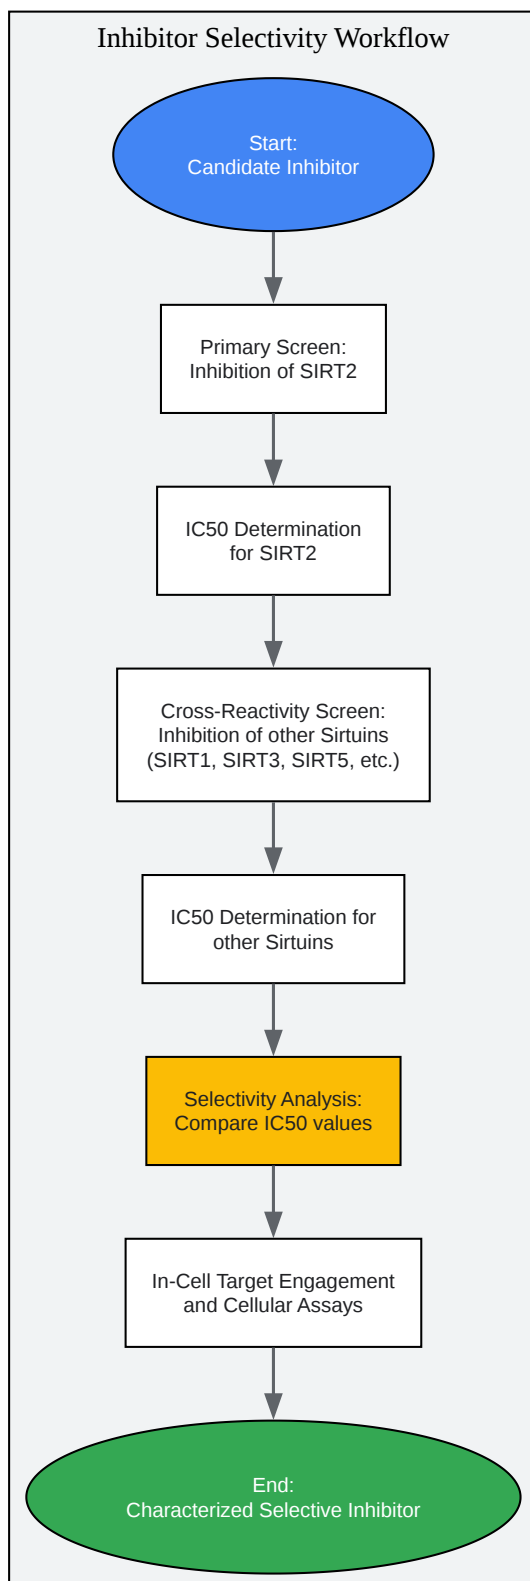 Inhibitor Selectivity Workflow
Start:
Candidate Inhibitor
Primary Screen:
Inhibition of SIRT2
IC50 Determination
for SIRT2
Cross-Reactivity Screen:
Inhibition of other Sirtuins
(SIRT1, SIRT3, SIRT5, etc.)
IC50 Determination for
other Sirtuins
Selectivity Analysis:
Compare IC50 values
In-Cell Target Engagement
and Cellular Assays
End:
Characterized Selective Inhibitor